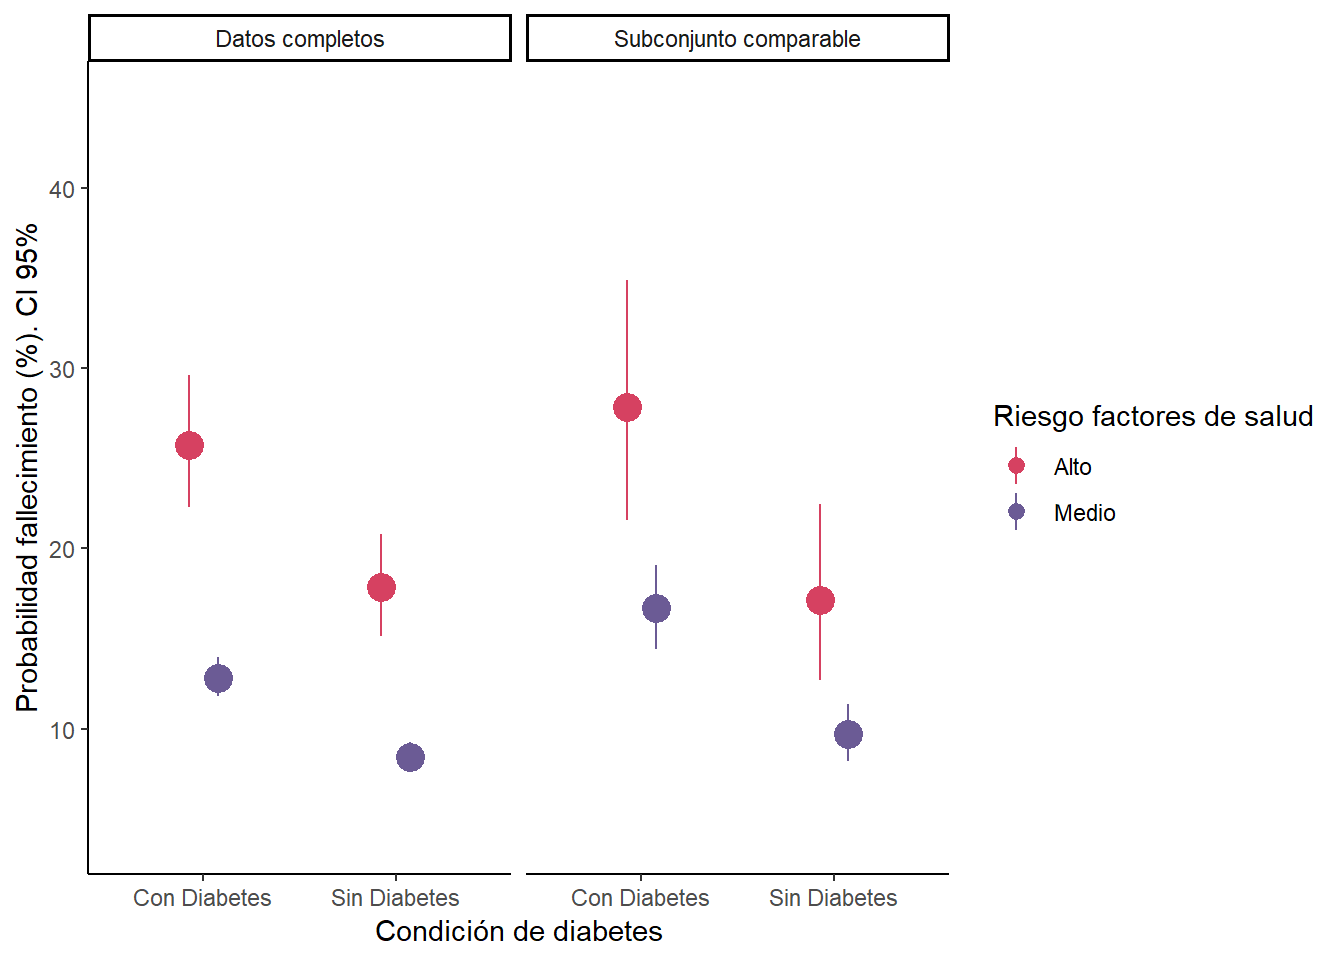 Datos completos
Subconjunto comparable
Probabilidad fallecimiento (%). CI 95%
40
30
20
10
Con Diabetes
Sin Diabetes
Con Diabetes
Sin Diabetes
Condición de diabetes
Riesgo factores de salud
Alto
Medio